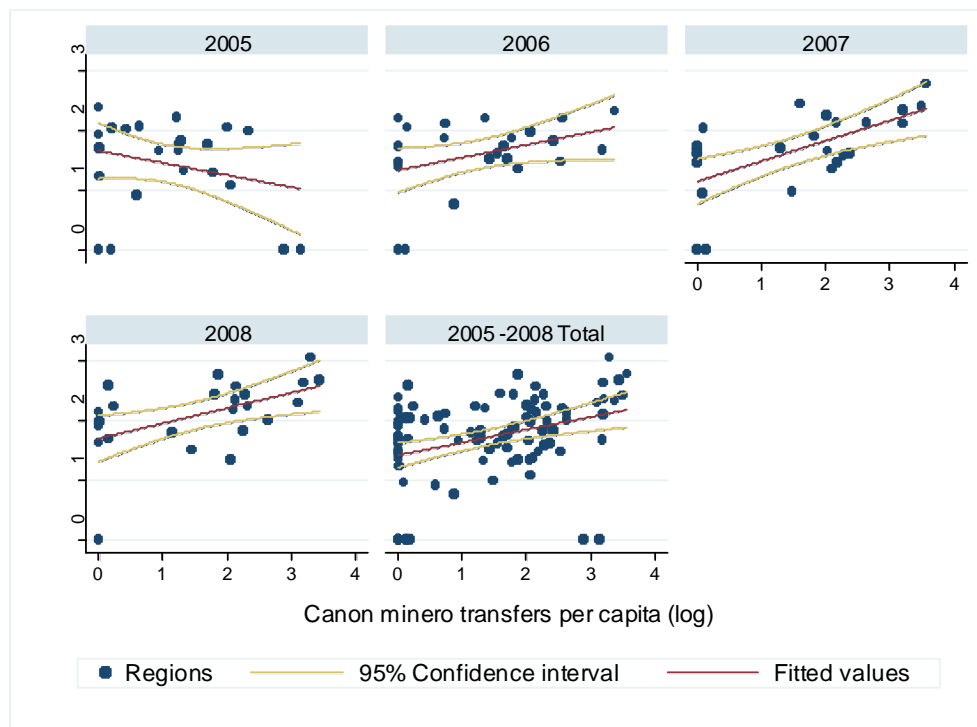 2005 2006 2007
3
2
1
0
0 1 2 3 4
2008 2005 -2008 Total
3
2
1
0
0 1 2 3 4 0 1 2 3 4
Canon minero transfers per capita (log)
Regions 95% Confidence interval Fitted values